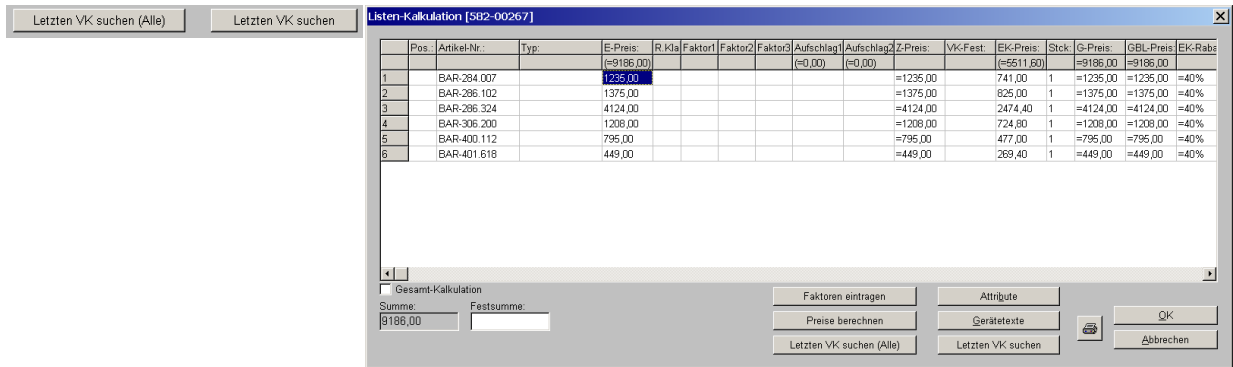 Letzten VK suchen (Alle) Letzten VK suchen
Listen-Kalkulation [582-00267]
Pos.: Artikel-Nr.: Typ: E-Preis: R.Kla Faktor1 Faktor2 Faktor3 Aufschlag1 Aufschlag2 Z-Preis: VK-Fest: EK-Preis: Stck: G-Preis: GBL-Preis: EK-Raba
(=9186,00) (=0,00) (=0,00) (=5511,60) =9186,00 =9186,00
1 BAR-284.007 1235,00 =1235,00 741,00 1 =1235,00 =1235,00 =40%
2 BAR-286.102 1375,00 =1375,00 825,00 1 =1375,00 =1375,00 =40%
3 BAR-286.324 4124,00 =4124,00 2474,40 1 =4124,00 =4124,00 =40%
4 BAR-306.200 1208,00 =1208,00 724,80 1 =1208,00 =1208,00 =40%
5 BAR-400.112 795,00 =795,00 477,00 1 =795,00 =795,00 =40%
6 BAR-401.618 449,00 =449,00 269,40 1 =449,00 =449,00 =40%
Gesamt-Kalkulation
Summe: Festsumme:
9186,00
Faktoren eintragen Attribute
Preise berechnen Gerätetexte OK
Letzten VK suchen (Alle) Letzten VK suchen Abbrechen